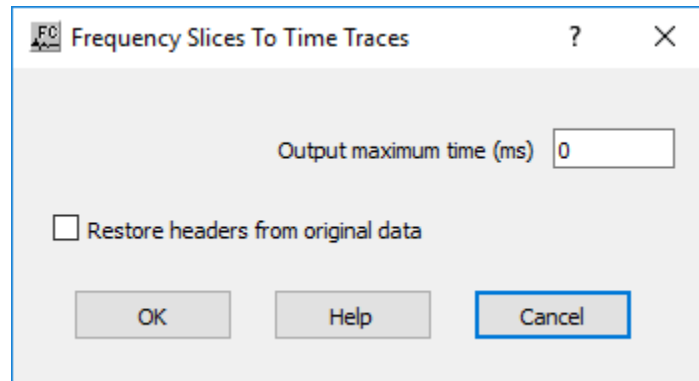 FC Frequency Slices To Time Traces ?
Output maximum time (ms) 0
Restore headers from original data
OK Help Cancel